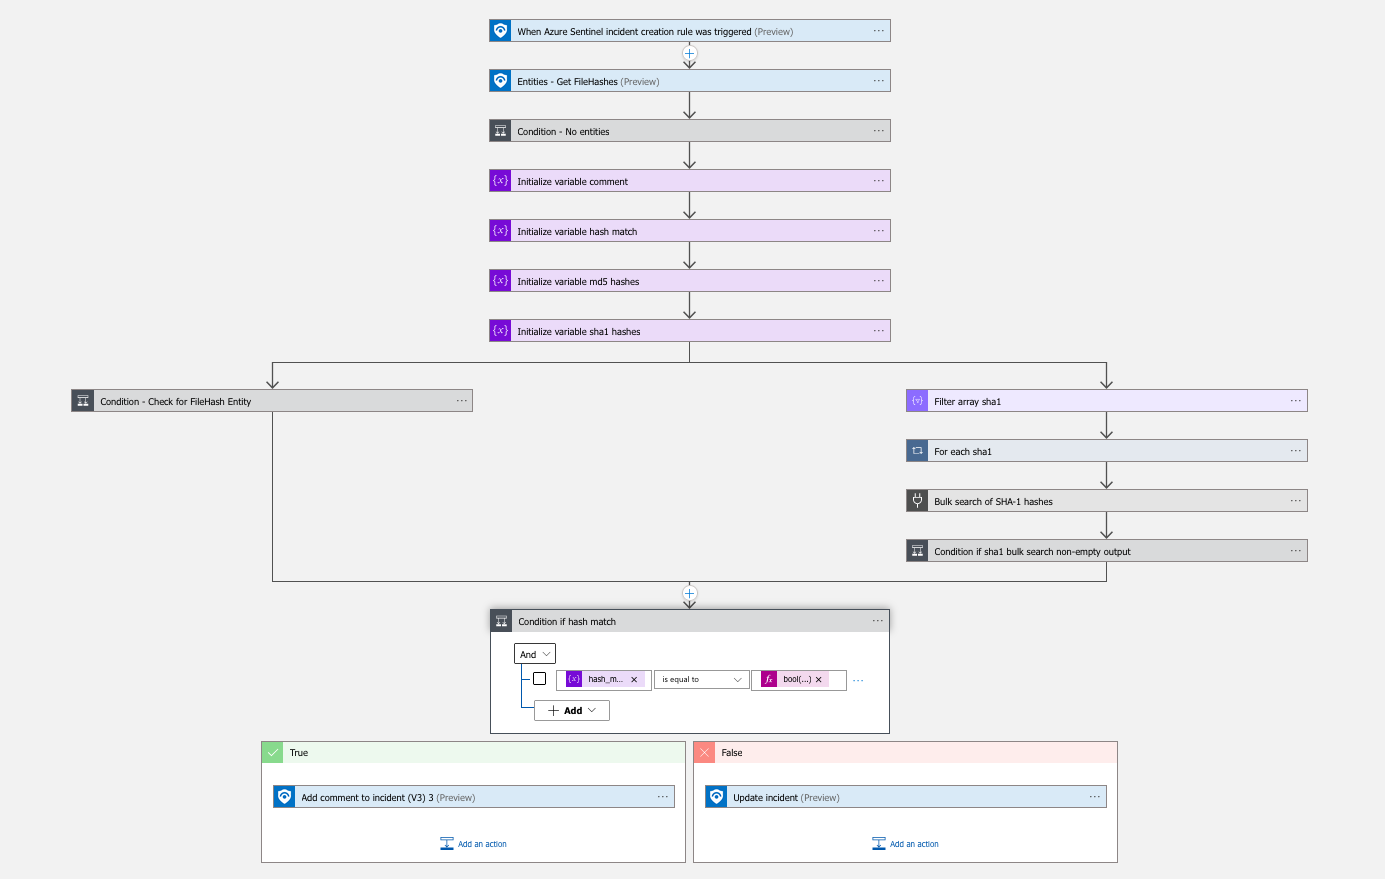 When Azure Sentinel incident creation rule was triggered (Preview)
Entities - Get FileHashes (Preview)
Condition - No entities
{x} Initialize variable comment
{x} Initialize variable hash match
{x} Initialize variable md5 hashes
{x} Initialize variable sha1 hashes
Condition - Check for FileHash Entity
Filter array sha1
For each sha1
Bulk search of SHA-1 hashes
Condition if sha1 bulk search non-empty output
Condition if hash match
And
{x} hash_m... is equal to fx bool(...)
Add
True
False
Add comment to incident (V3) 3 (Preview)
Update incident (Preview)
Add an action
Add an action